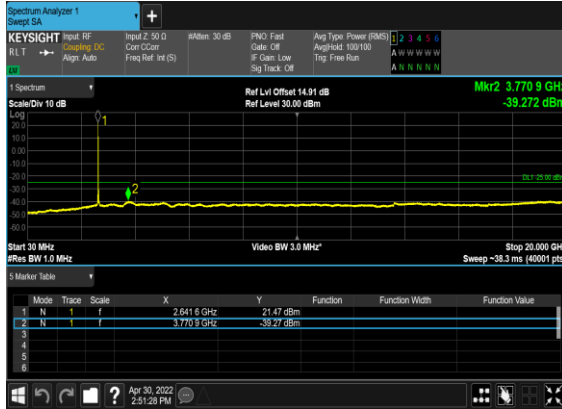 Spectrum Analyzer 1
Swept SA
+
KEYSIGHT Input: RF Input Z: 50 Ω #Atten: 30 dB PNO: Fast Avg Type: Power (RMS) 1 2 3 4 5 6
RLT Coupling: DC Corr CCorr Gate: Off Avg|Hold: 100/100 A W W W W W
Align: Auto Freq Ref: Int (S) IF Gain: Low Trig: Free Run
Sig Track: Off A N N N N N
1 Spectrum Ref Lvl Offset 14.91 dB Mkr2 3.770 9 GHz
Scale/Div 10 dB Ref Level 30.00 dBm -39.272 dBm
Log
1
20.0
10.0
0.00
-10.0
-20.0 DL1 -25.00 dBm
-30.0 2
-40.0
-50.0
-60.0
Start 30 MHz Video BW 3.0 MHz* Stop 20.000 GHz
#Res BW 1.0 MHz Sweep ~38.3 ms (40001 pts)
5 Marker Table
Mode Trace Scale X Y Function Function Width Function Value
1 N 1 f 2.641 6 GHz 21.47 dBm
2 N 1 f 3.770 9 GHz -39.27 dBm
3
4
5
6
? Apr 30, 2022
2:51:28 PM